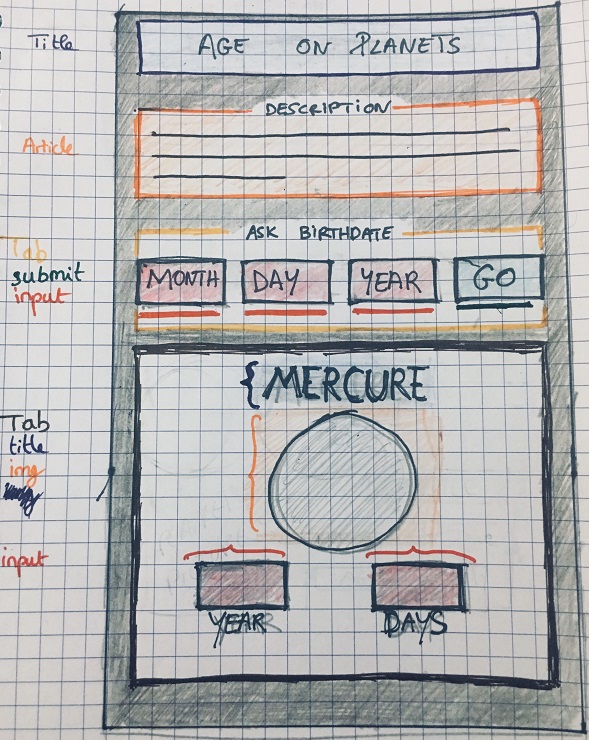 Title
AGE ON PLANETS
DESCRIPTION
Article
ASK BIRTHDATE
Tab
submit
input
MONTH DAY YEAR GO
{MERCURE
Tab
title
img
input
YEAR DAYS